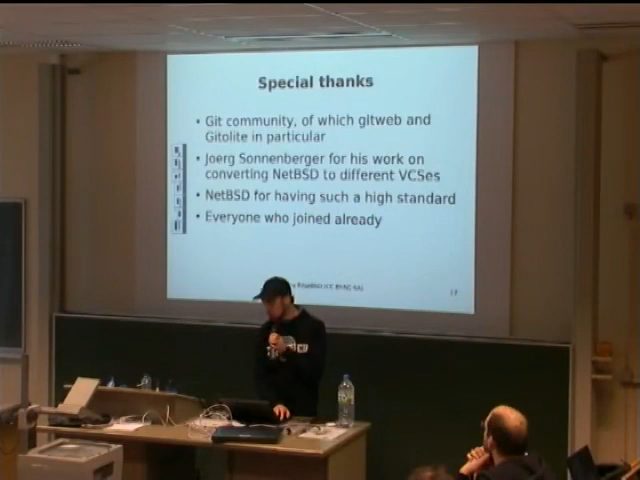 Special thanks
• Git community, of which gitweb and
Gitolite in particular
• Joerg Sonnenberger for his work on
converting NetBSD to different VCSes
• NetBSD for having such a high standard
• Everyone who joined already
17